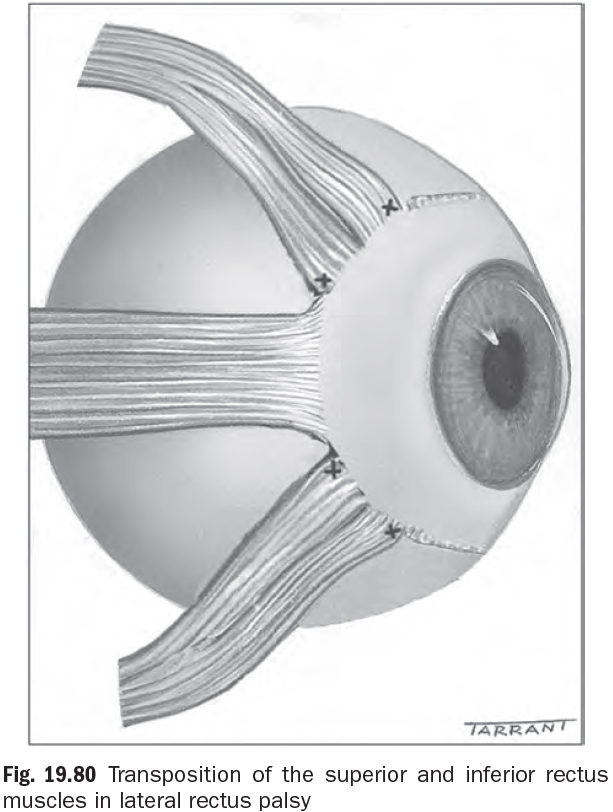 TARRANT
Fig. 19.80 Transposition of the superior and inferior rectus
muscles in lateral rectus palsy